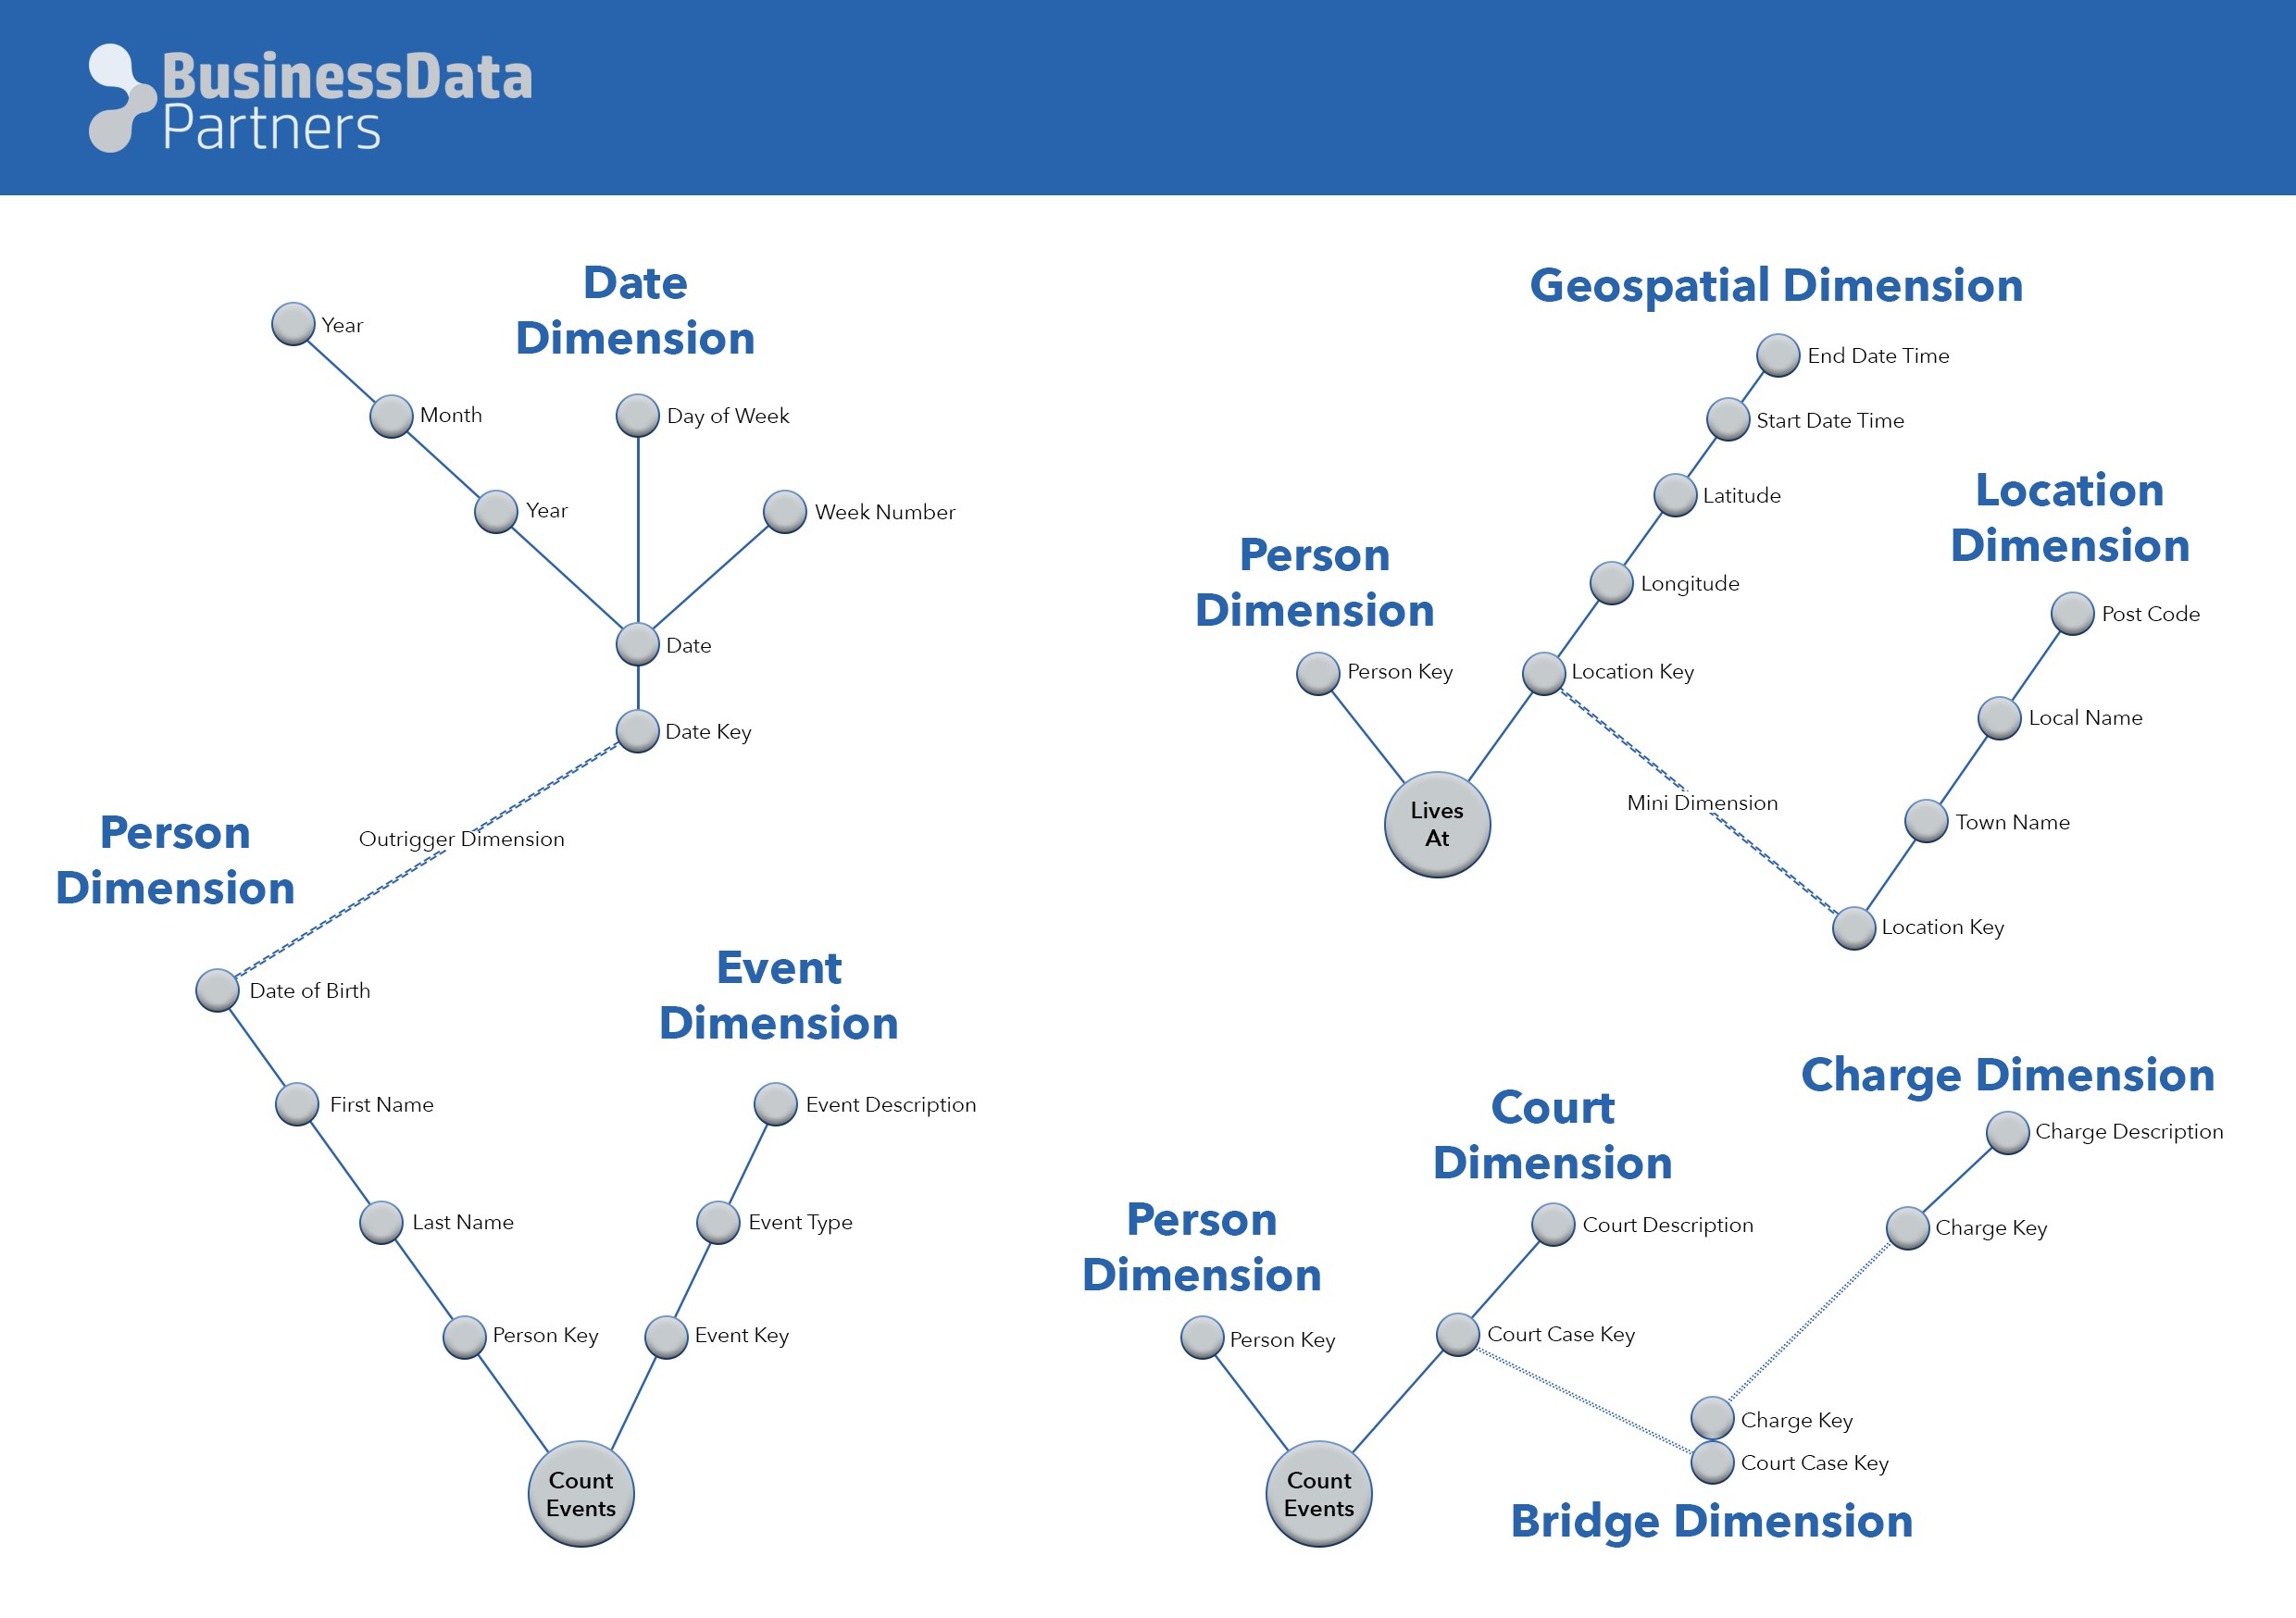 BusinessData
Partners
Date
Dimension
Year
Month
Day of Week
Year
Week Number
Date
Date Key
Outrigger Dimension
Person
Dimension
Date of Birth
First Name
Last Name
Person Key
Event
Dimension
Event Description
Event Type
Event Key
Count
Events
Geospatial Dimension
End Date Time
Start Date Time
Latitude
Longitude
Location Key
Person
Dimension
Person Key
Lives
At
Mini Dimension
Location
Dimension
Post Code
Local Name
Town Name
Location Key
Person
Dimension
Person Key
Court
Dimension
Court Description
Court Case Key
Count
Events
Charge Dimension
Charge Description
Charge Key
Charge Key
Court Case Key
Bridge Dimension